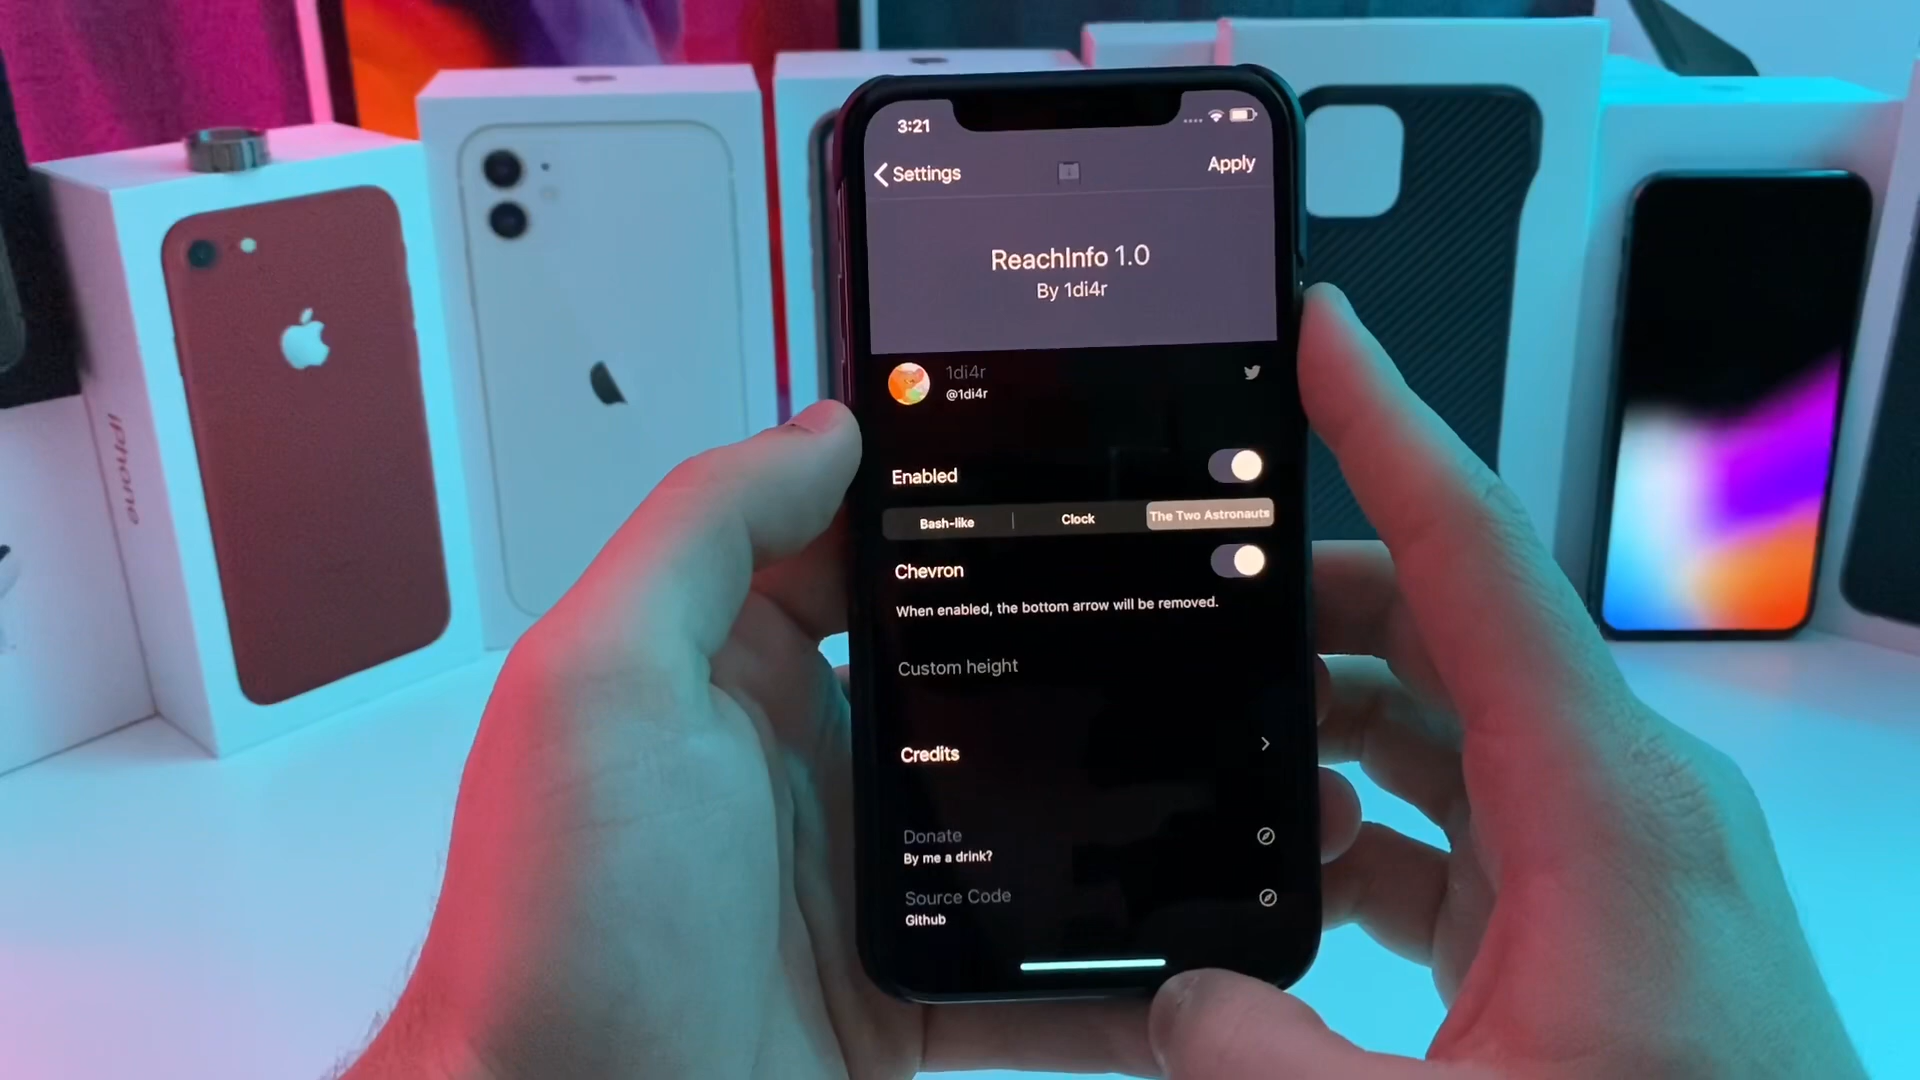 3:21
Settings
Apply
ReachInfo 1.0
By 1di4r
1di4r
@1di4r
Enabled
Bash-like
Clock
The Two Astronauts
Chevron
When enabled, the bottom arrow will be removed.
Custom height
Credits
Donate
By me a drink?
Source Code
Github
iPhone